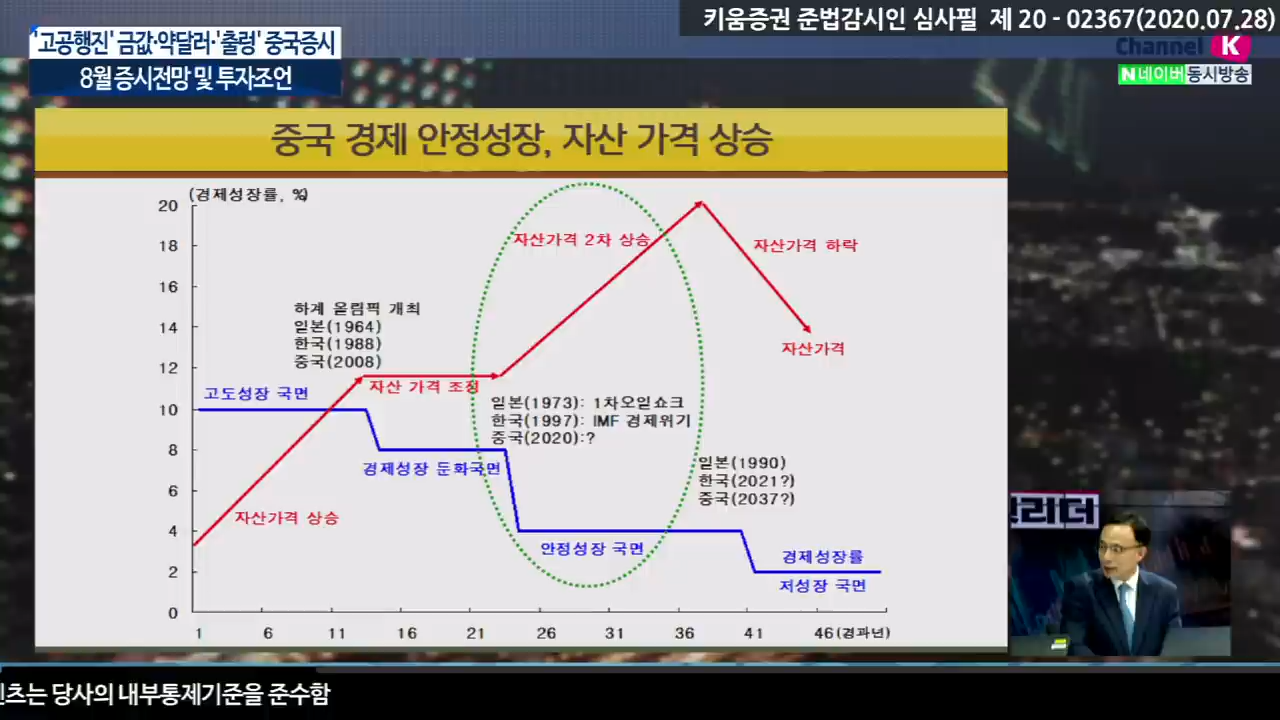 키움증권 준법감시인 심사필 제 20 - 02367(2020.07.28)
'고공행진' 금값·약달러·'출렁' 중국증시
8월 증시전망 및 투자조언
Channel K
N 네이버 동시방송
중국 경제 안정성장, 자산 가격 상승
(경제성장률, %)
20
18
16
14
12
10
8
6
4
2
0
자산가격 2차 상승
자산가격 하락
하계 올림픽 개최
일본(1964)
한국(1988)
중국(2008)
자산가격
자산 가격 조정
고도성장 국면
일본(1973): 1차오일쇼크
한국(1997): IMF 경제위기
중국(2020):?
경제성장 둔화국면
일본(1990)
한국(2021?)
중국(2037?)
자산가격 상승
안정성장 국면
경제성장률
저성장 국면
1 6 11 16 21 26 31 36 41 46(경과년)
리더
츠는 당사의 내부통제기준을 준수함